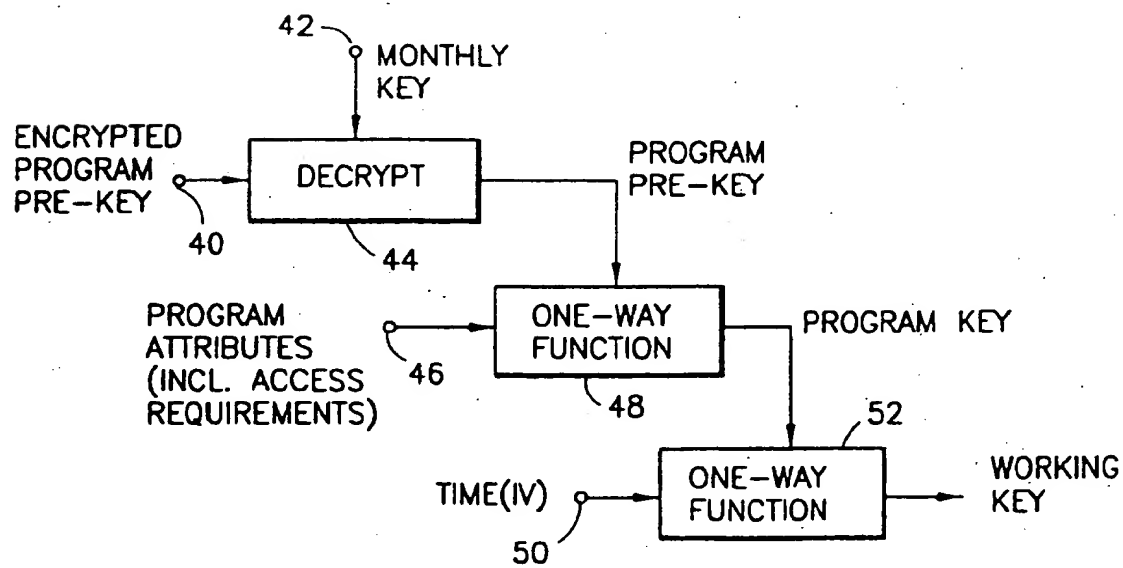 42
MONTHLY
KEY
ENCRYPTED
PROGRAM
PRE-KEY
40
DECRYPT
44
PROGRAM
PRE-KEY
PROGRAM
ATTRIBUTES
(INCL. ACCESS
REQUIREMENTS)
46
ONE-WAY
FUNCTION
48
PROGRAM KEY
52
TIME(IV)
50
ONE-WAY
FUNCTION
WORKING
KEY